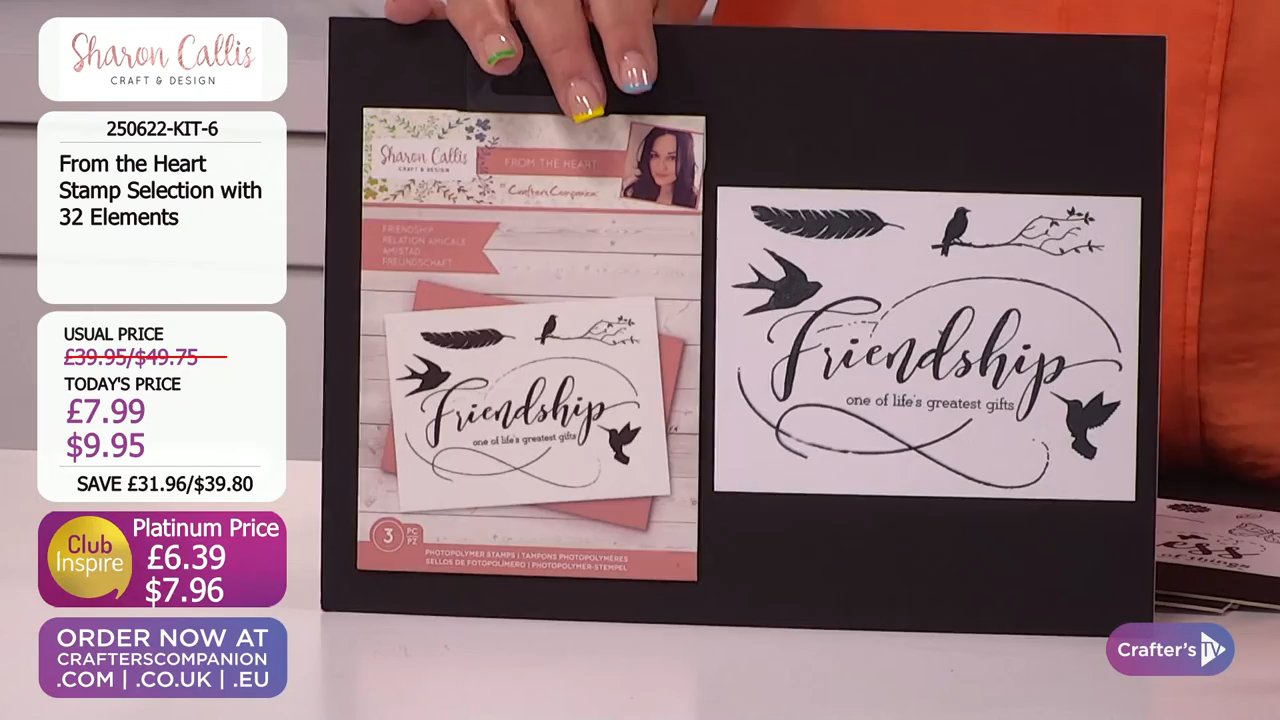 Sharon Callis
CRAFT & DESIGN
250622-KIT-6
From the Heart
Stamp Selection with
32 Elements
USUAL PRICE
£39.95/$49.75
TODAY'S PRICE
£7.99
$9.95
SAVE £31.96/$39.80
Club
Inspire
Platinum Price
£6.39
$7.96
ORDER NOW AT
CRAFTERSCOMPANION
.COM | .CO.UK | .EU
Sharon Callis
CRAFT & DESIGN
FROM THE HEART
Crafter's Companion
FRIENDSHIP
RELATION AMICALE
AMISTAD
FREUNDSCHAFT
Friendship
one of life's greatest gifts
3 PC
PZ
PHOTOPOLYMER STAMPS | TAMPONS PHOTOPOLYMÈRES
SELLOS DE FOTOPOLÍMERO | PHOTOPOLYMER-STEMPEL
Friendship
one of life's greatest gifts
Crafter's TV